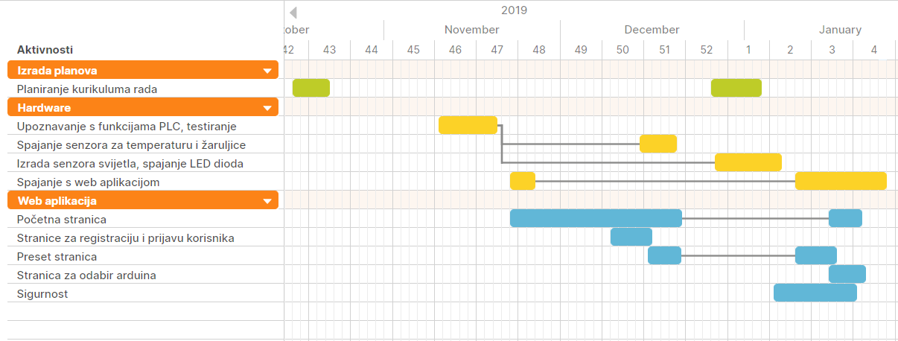 2019
ober November December January
Aktivnosti 42 43 44 45 46 47 48 49 50 51 52 1 2 3 4
Izrada planova
Planiranje kurikuluma rada
Hardware
Upoznavanje s funkcijama PLC, testiranje
Spajanje senzora za temperaturu i žaruljice
Izrada senzora svijetla, spajanje LED dioda
Spajanje s web aplikacijom
Web aplikacija
Početna stranica
Stranice za registraciju i prijavu korisnika
Preset stranica
Stranica za odabir arduina
Sigurnost